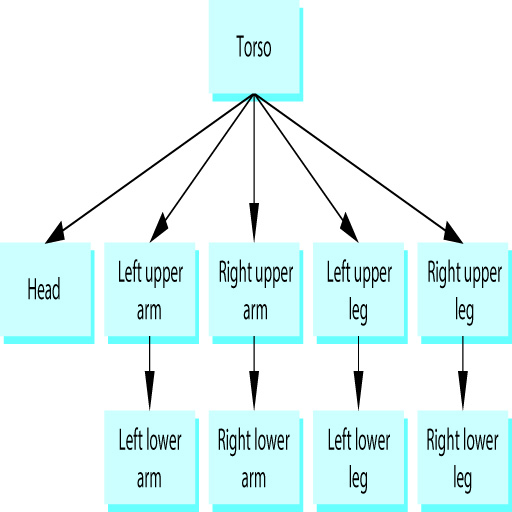 Torso
Head
Left upper
arm
Right upper
arm
Left upper
leg
Right upper
leg
Left lower
arm
Right lower
arm
Left lower
leg
Right lower
leg